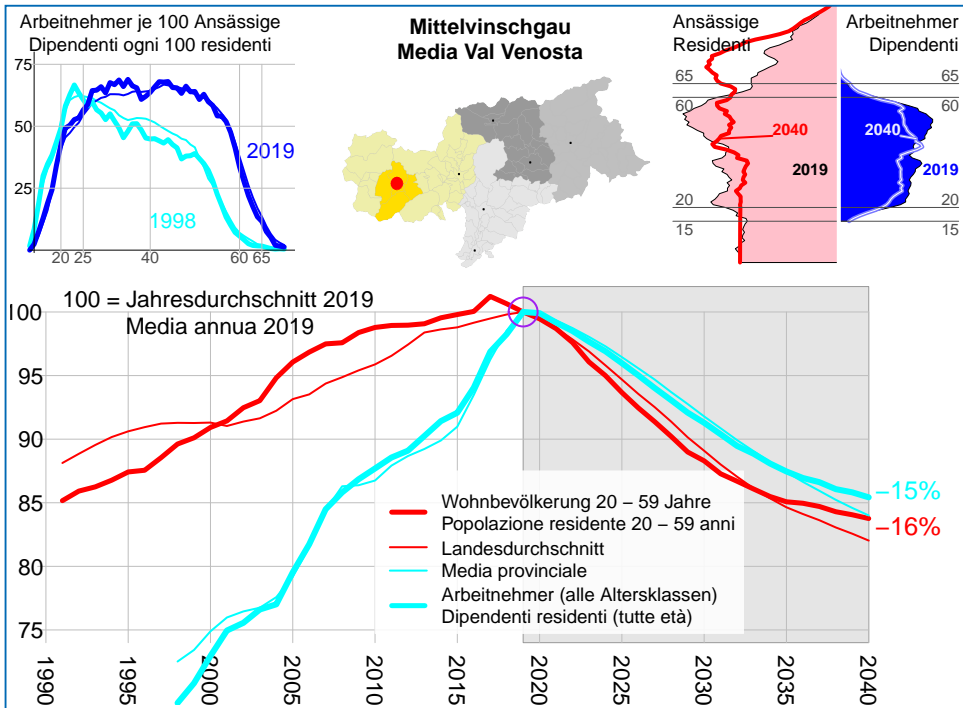 Arbeitnehmer je 100 Ansässige
Dipendenti ogni 100 residenti
75
50
25
2019
1998
20 25 40 60 65
Mittelvinschgau
Media Val Venosta
Ansässige
Residenti
65
60
2040
2019
20
15
Arbeitnehmer
Dipendenti
65
60
2040
2019
20
15
100 = Jahresdurchschnitt 2019
Media annua 2019
100
95
90
85
80
75
Wohnbevölkerung 20 – 59 Jahre
Popolazione residente 20 – 59 anni
Landesdurchschnitt
Media provinciale
Arbeitnehmer (alle Altersklassen)
Dipendenti residenti (tutte età)
–15%
–16%
1990 1995 2000 2005 2010 2015 2020 2025 2030 2035 2040